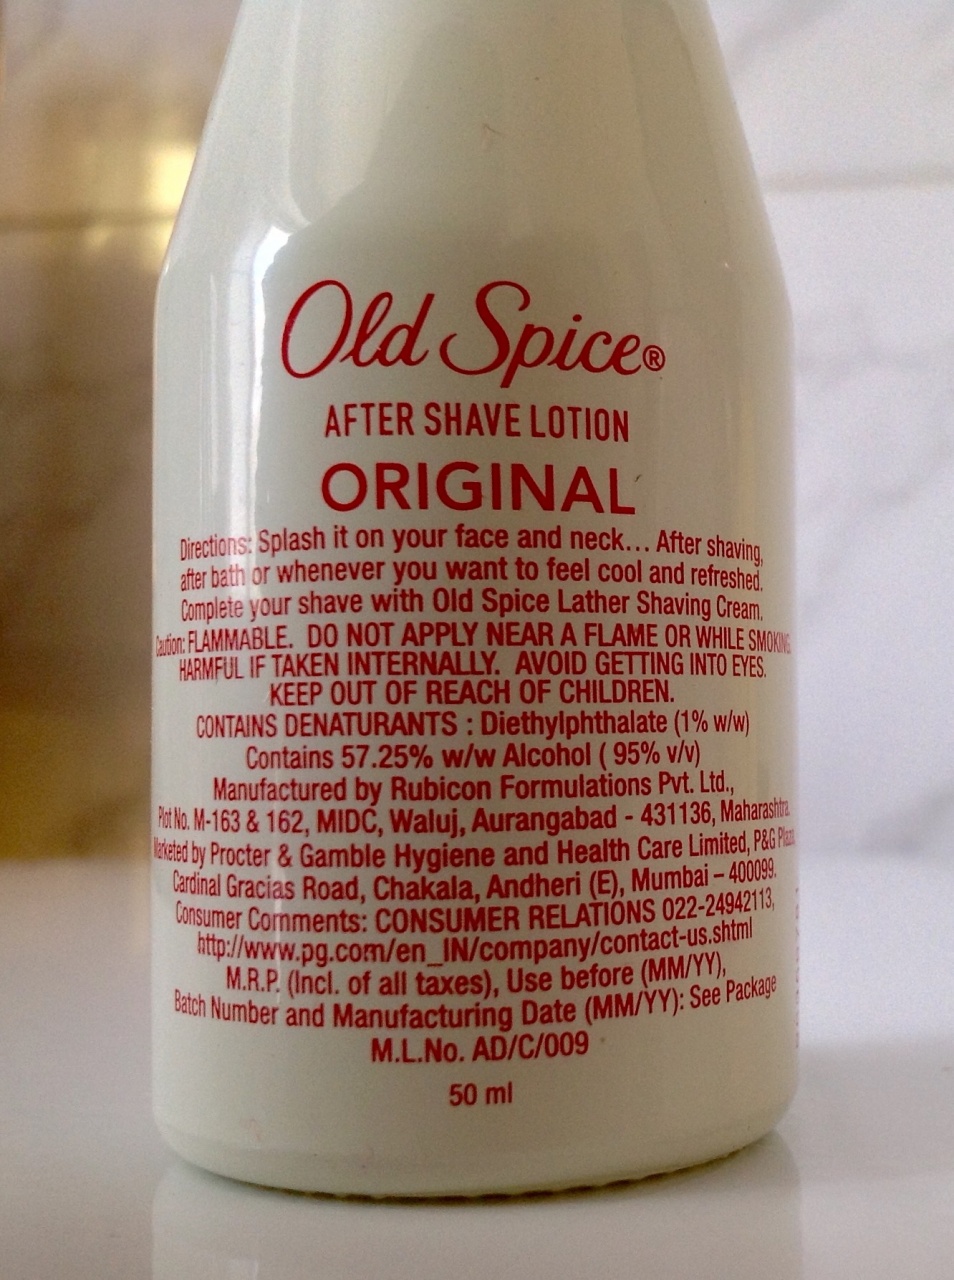 Old Spice®
AFTER SHAVE LOTION
ORIGINAL
Directions: Splash it on your face and neck... After shaving,
after bath or whenever you want to feel cool and refreshed.
Complete your shave with Old Spice Lather Shaving Cream.
Caution: FLAMMABLE. DO NOT APPLY NEAR A FLAME OR WHILE SMOKING.
HARMFUL IF TAKEN INTERNALLY. AVOID GETTING INTO EYES.
KEEP OUT OF REACH OF CHILDREN.
CONTAINS DENATURANTS : Diethylphthalate (1% w/w)
Contains 57.25% w/w Alcohol ( 95% v/v)
Manufactured by Rubicon Formulations Pvt. Ltd.,
Plot No. M-163 & 162, MIDC, Waluj, Aurangabad - 431136, Maharashtra.
Marketed by Procter & Gamble Hygiene and Health Care Limited, P&G Plaza,
Cardinal Gracias Road, Chakala, Andheri (E), Mumbai – 400099.
Consumer Comments: CONSUMER RELATIONS 022-24942113,
http://www.pg.com/en_IN/company/contact-us.shtml
M.R.P. (Incl. of all taxes), Use before (MM/YY),
Batch Number and Manufacturing Date (MM/YY): See Package
M.L.No. AD/C/009
50 ml